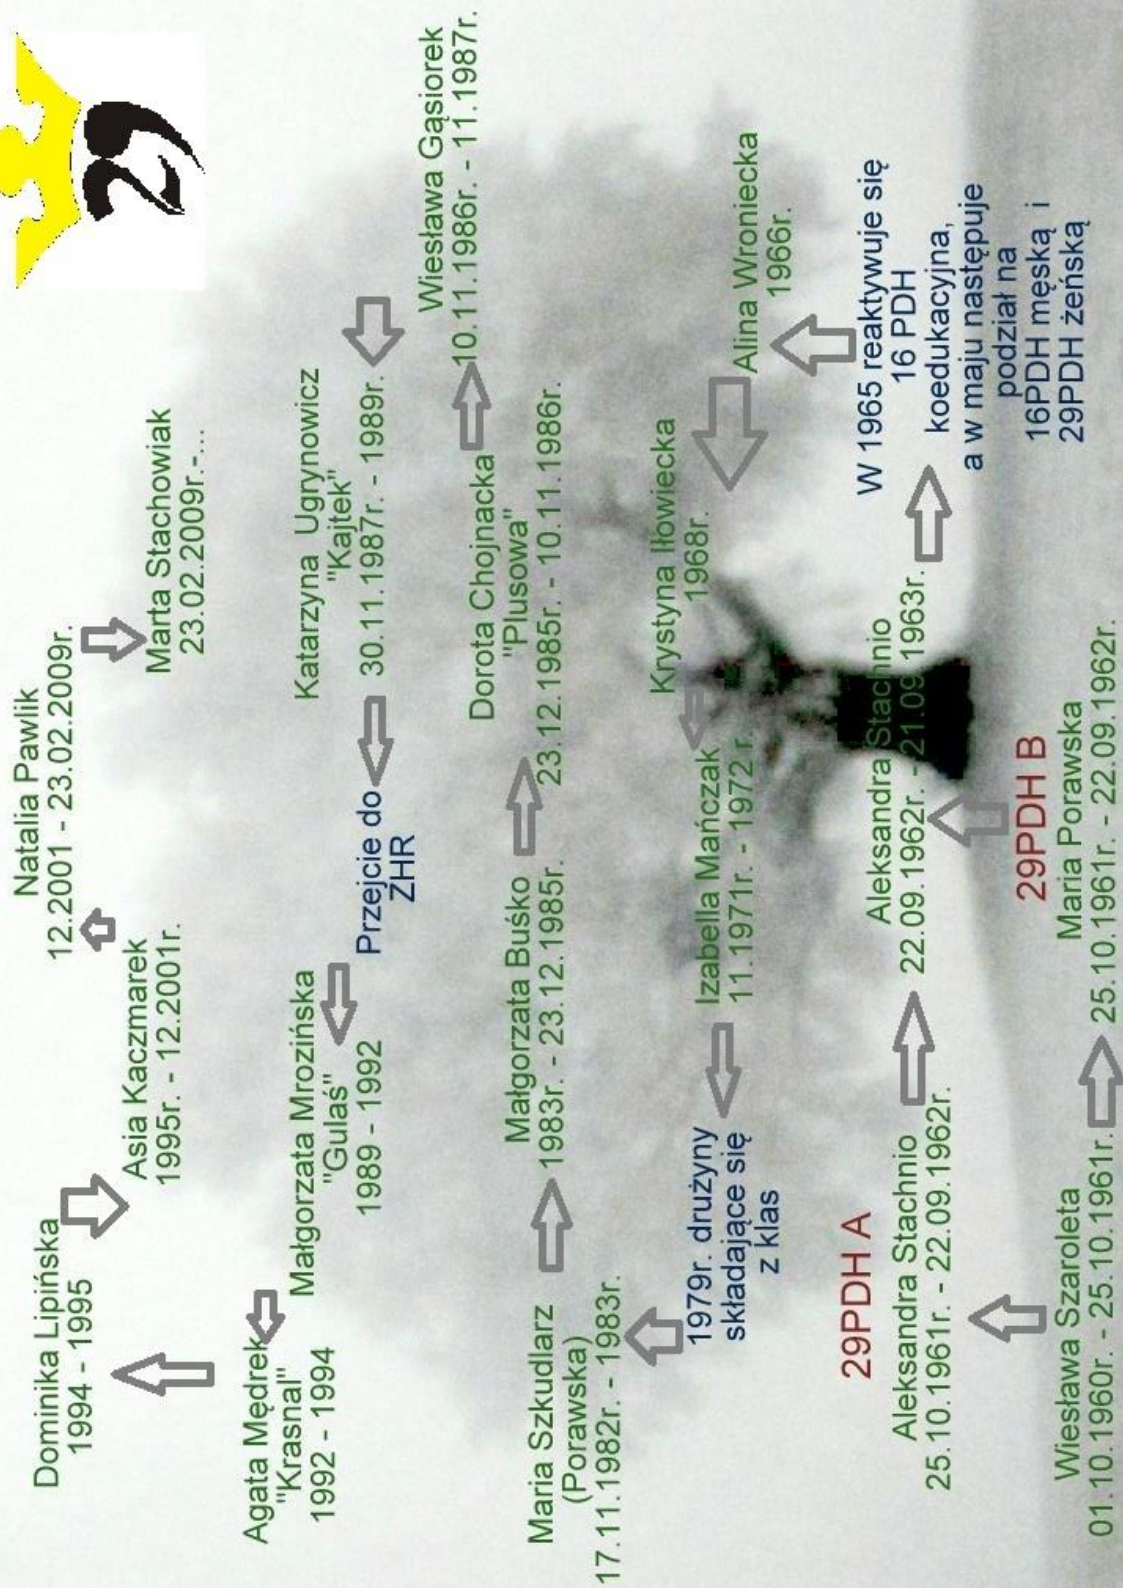 Natalia Pawlik
12.2001 - 23.02.2009r.
Dominika Lipińska
1994 - 1995
Asia Kaczmarek
1995r. - 12.2001r.
Marta Stachowiak
23.02.2009r.-...
29
Agata Mędrek
"Krasnal"
1992 - 1994
Małgorzata Mrozińska
"Gulaś"
1989 - 1992
Przejcie do
ZHR
Katarzyna Ugrynowicz
"Kajtek"
30.11.1987r. - 1989r.
Wiesława Gąsiorek
10.11.1986r. - 11.1987r.
Maria Szkudlarz
(Porawska)
17.11.1982r. - 1983r.
Małgorzata Buśko
1983r. - 23.12.1985r.
Dorota Chojnacka
"Plusowa"
23.12.1985r. - 10.11.1986r.
1979r. drużyny
składające się
z klas
Izabella Mańczak
11.1971r. - 1972 r.
Krystyna Iłowiecka
1968r.
Alina Wroniecka
1966r.
29PDH A
Aleksandra Stachnio
25.10.1961r. - 22.09.1962r.
Aleksandra Stachnio
22.09.1962r. - 21.09.1963r.
W 1965 reaktywuje się
16 PDH
koedukacyjna,
a w maju następuje
podział na
16PDH męską i
29PDH żeńską
29PDH B
Wiesława Szaroleta
01.10.1960r. - 25.10.1961r.
Maria Porawska
25.10.1961r. - 22.09.1962r.